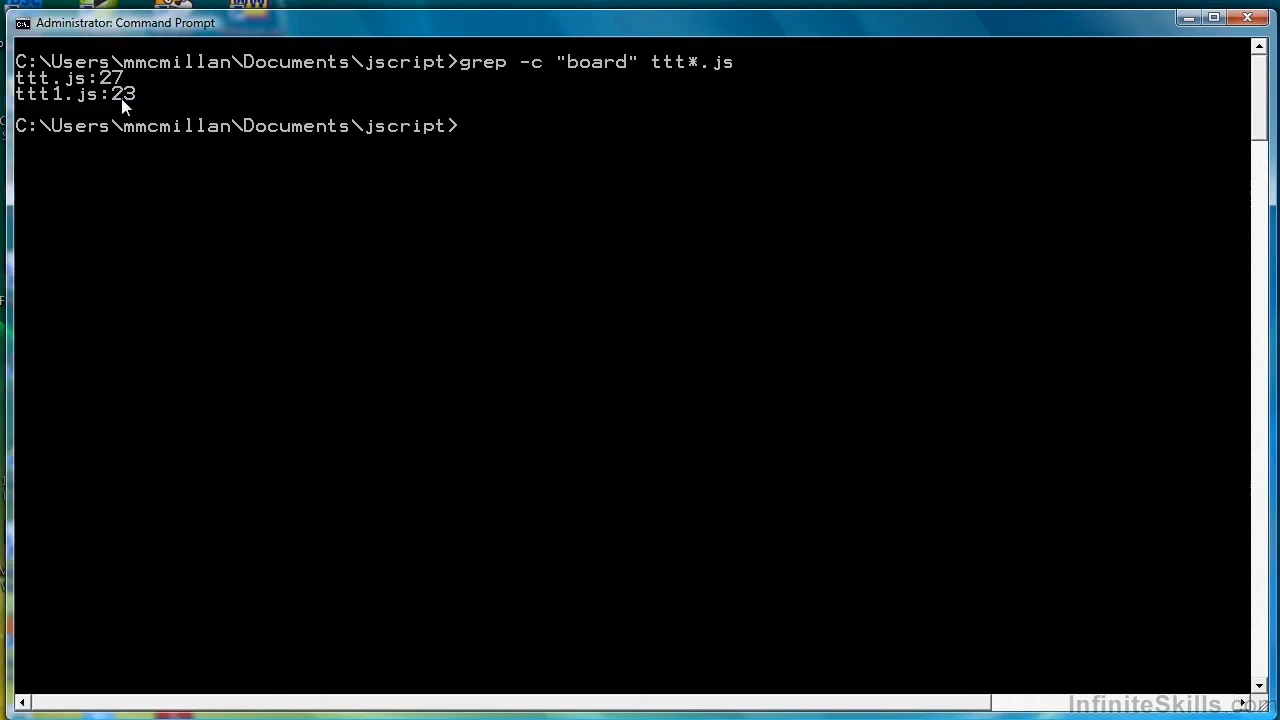 Administrator: Command Prompt
C:\Users\mmcmillan\Documents\jscript>grep -c "board" ttt*.js
ttt.js:27
ttt1.js:23
C:\Users\mmcmillan\Documents\jscript>
InfiniteSkills.com